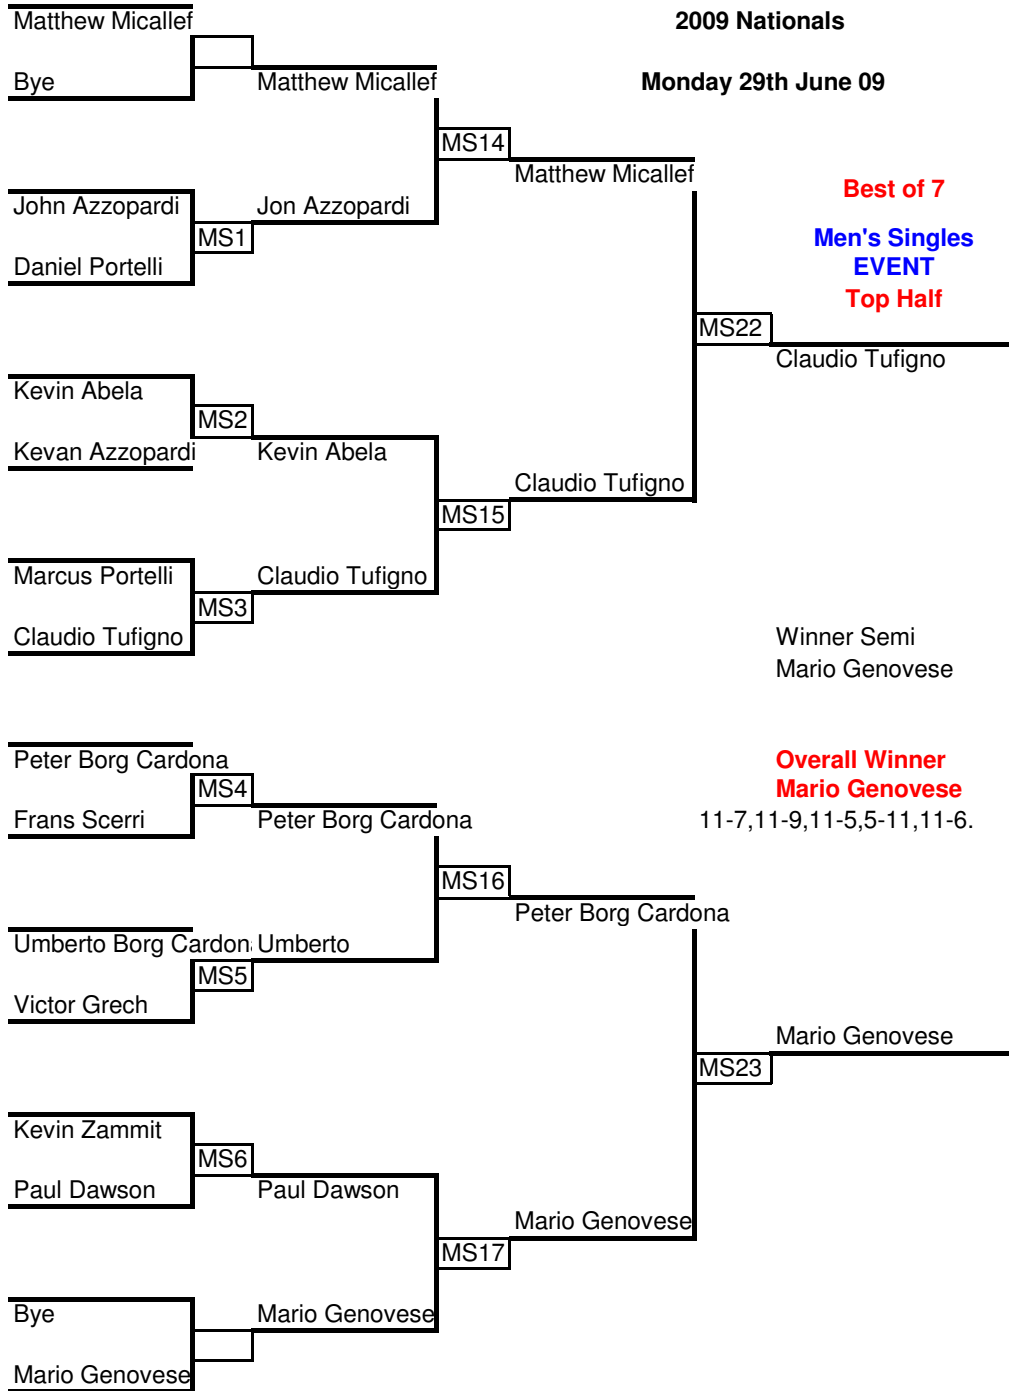 Matthew Micallef
2009 Nationals
Bye
Matthew Micallef
Monday 29th June 09
MS14
Matthew Micallef
Best of 7
John Azzopardi
Jon Azzopardi
MS1
Men's Singles
EVENT
Daniel Portelli
Top Half
MS22
Claudio Tufigno
Kevin Abela
MS2
Kevan Azzopardi
Kevin Abela
Claudio Tufigno
MS15
Marcus Portelli
Claudio Tufigno
MS3
Claudio Tufigno
Winner Semi
Mario Genovese
Peter Borg Cardona
Overall Winner
MS4
Mario Genovese
Frans Scerri
Peter Borg Cardona
11-7,11-9,11-5,5-11,11-6.
MS16
Peter Borg Cardona
Umberto Borg Cardon
Umberto
MS5
Victor Grech
Mario Genovese
MS23
Kevin Zammit
MS6
Paul Dawson
Paul Dawson
Mario Genovese
MS17
Bye
Mario Genovese
Mario Genovese